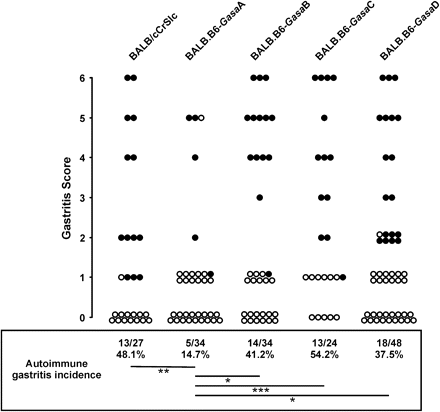 BALB/cCrSlc
BALB.B6-GasaA
BALB.B6-GasaB
BALB.B6-GasaC
BALB.B6-GasaD
Gastritis Score
6
5
4
3
2
1
0
13/27 5/34 14/34 13/24 18/48
48.1% 14.7% 41.2% 54.2% 37.5%
Autoimmune
gastritis incidence
**
*
***
*